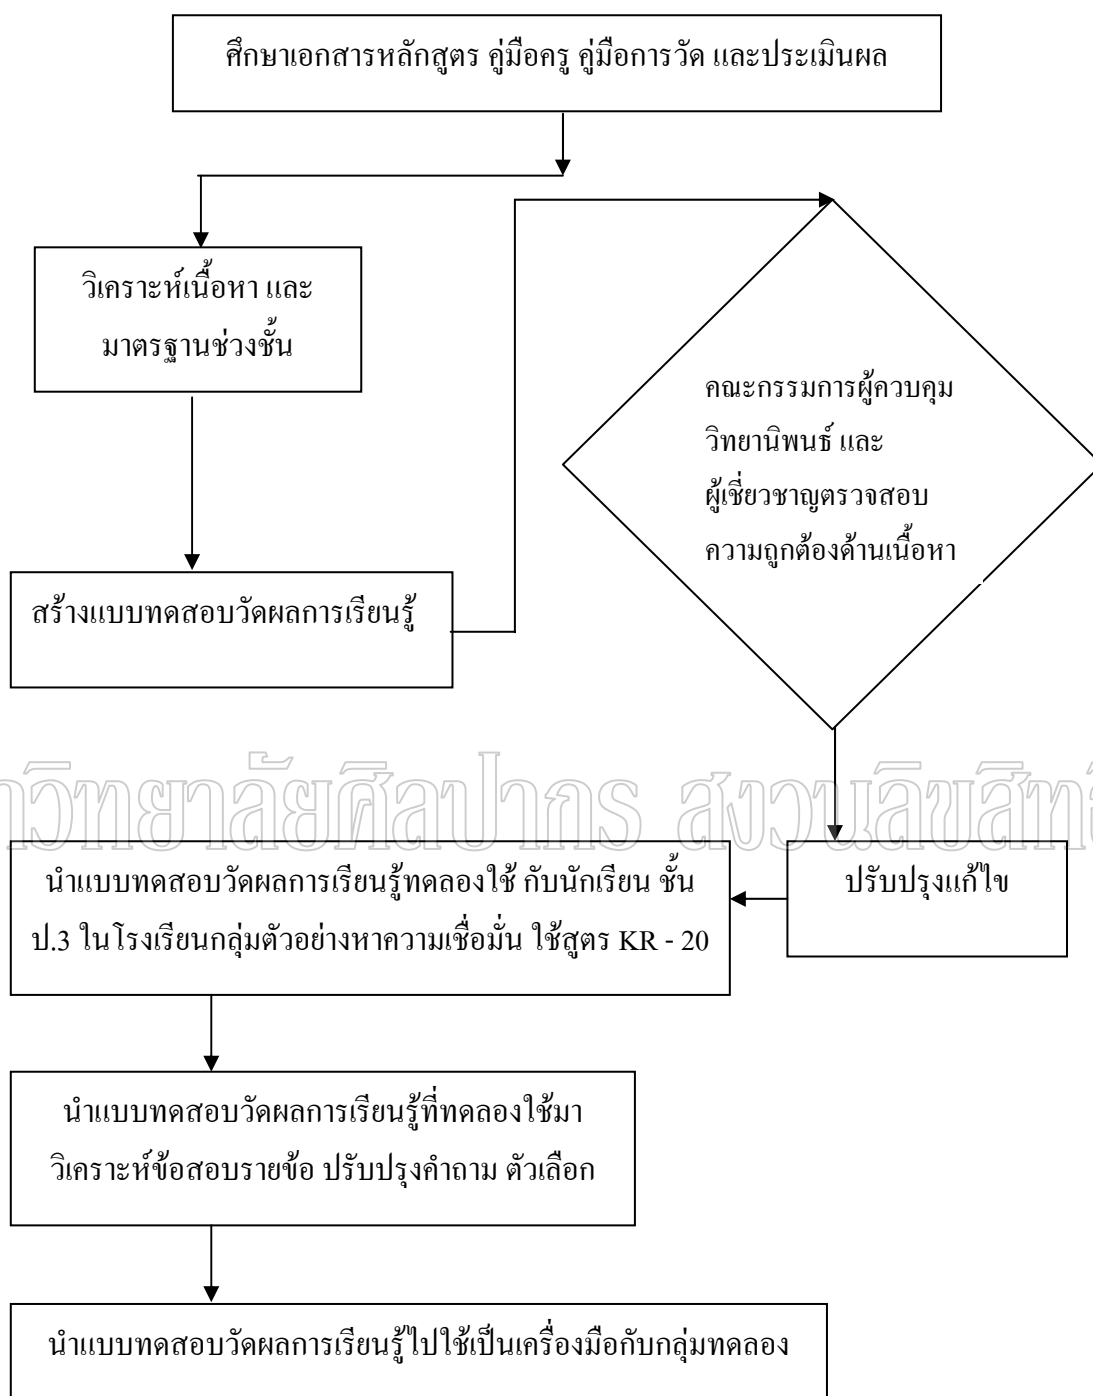 ศึกษาเอกสารหลักสูตร คู่มือครู คู่มือการวัด และประเมินผล
วิเคราะห์เนื้อหา และ
มาตรฐานช่วงชั้น
สร้างแบบทดสอบวัดผลการเรียนรู้
คณะกรรมการผู้ควบคุม
วิทยานิพนธ์ และ
ผู้เชี่ยวชาญตรวจสอบ
ความถูกต้องด้านเนื้อหา
าวิทยาลัยศิลปากร สงวนลิขสิทธิ
ปรับปรุงแก้ไข
นำแบบทดสอบวัดผลการเรียนรู้ทดลองใช้ กับนักเรียน ชั้น
ป.3 ในโรงเรียนกลุ่มตัวอย่างหาความเชื่อมั่น ใช้สูตร KR - 20
นำแบบทดสอบวัดผลการเรียนรู้ที่ทดลองใช้มา
วิเคราะห์ข้อสอบรายข้อ ปรับปรุงคำถาม ตัวเลือก
นำแบบทดสอบวัดผลการเรียนรู้ไปใช้เป็นเครื่องมือกับกลุ่มทดลอง